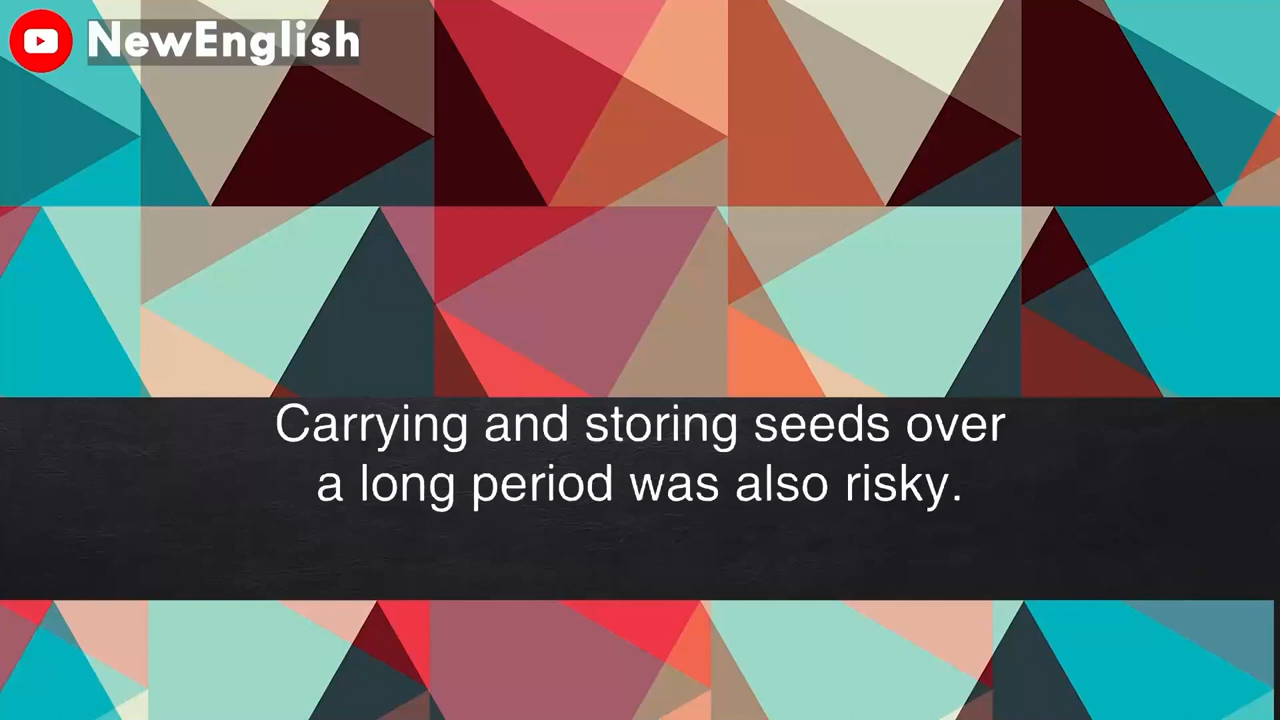 NewEnglish
Carrying and storing seeds over
a long period was also risky.